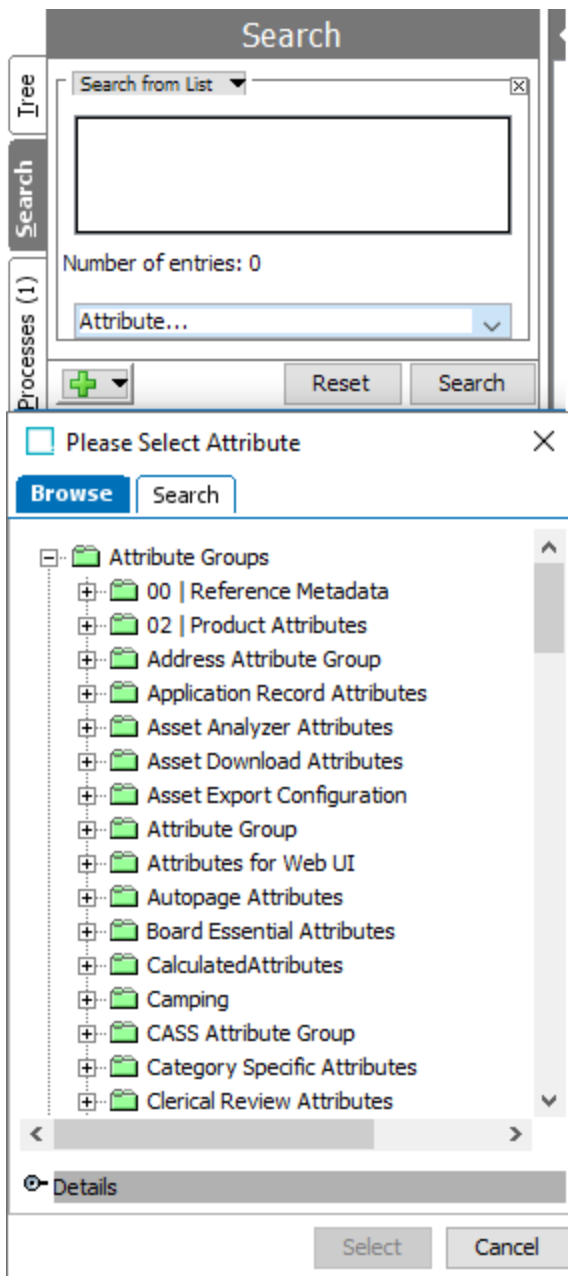 Search
Tree
Search
Processes (1)
Search from List
Number of entries: 0
Attribute...
Reset
Search
Please Select Attribute
Browse
Search
Attribute Groups
00 | Reference Metadata
02 | Product Attributes
Address Attribute Group
Application Record Attributes
Asset Analyzer Attributes
Asset Download Attributes
Asset Export Configuration
Attribute Group
Attributes for Web UI
Autopage Attributes
Board Essential Attributes
CalculatedAttributes
Camping
CASS Attribute Group
Category Specific Attributes
Clerical Review Attributes
Details
Select
Cancel